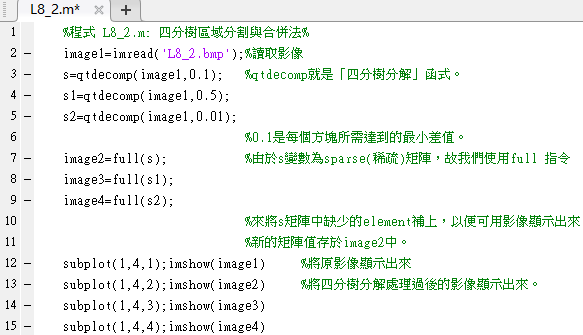 L8_2.m* × +
1 %程式 L8_2.m: 四分樹區域分割與合併法%
2 – image1=imread('L8_2.bmp');%讀取影像
3 – s=qtdecomp(image1,0.1); %qtdecomp就是「四分樹分解」函式。
4 – s1=qtdecomp(image1,0.5);
5 – s2=qtdecomp(image1,0.01);
6 %0.1是每個方塊所需達到的最小差值。
7 – image2=full(s); %由於s變數為sparse(稀疏)矩陣，故我們使用full 指令
8 – image3=full(s1);
9 – image4=full(s2);
10 %來將s矩陣中缺少的element補上，以便可用影像顯示出來
11 %新的矩陣值存於image2中。
12 – subplot(1,4,1);imshow(image1) %將原影像顯示出來
13 – subplot(1,4,2);imshow(image2) %將四分樹分解處理過後的影像顯示出來。
14 – subplot(1,4,3);imshow(image3)
15 – subplot(1,4,4);imshow(image4)